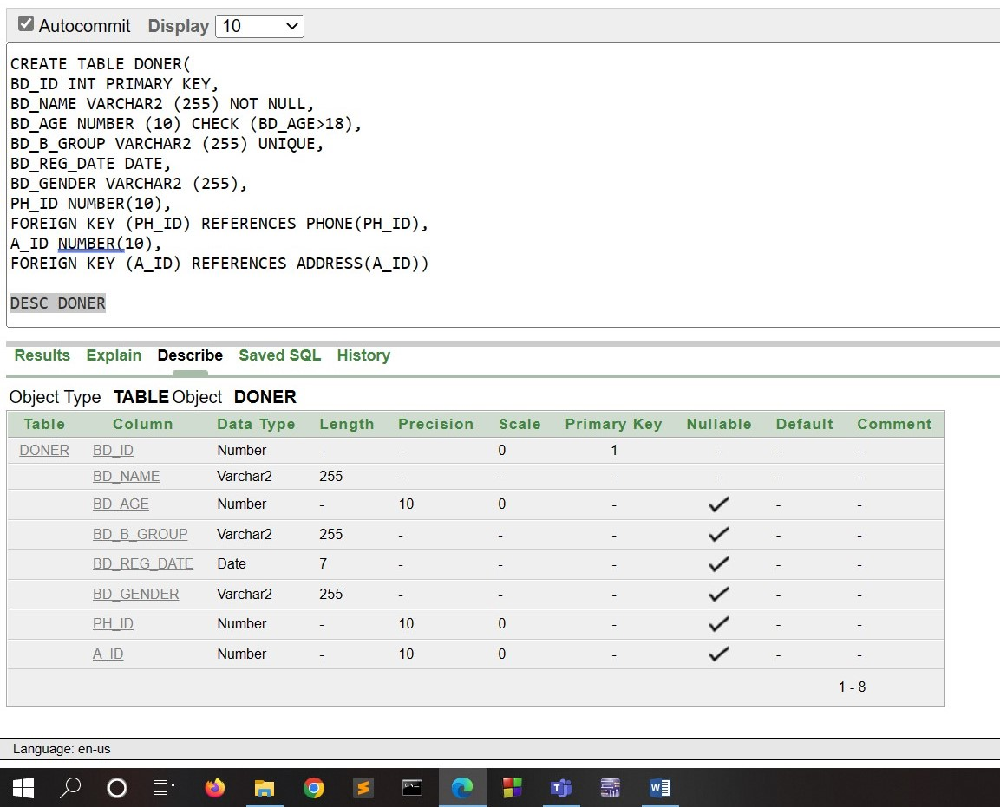 Autocommit Display 10
CREATE TABLE DONER(
BD_ID INT PRIMARY KEY,
BD_NAME VARCHAR2 (255) NOT NULL,
BD_AGE NUMBER (10) CHECK (BD_AGE>18),
BD_B_GROUP VARCHAR2 (255) UNIQUE,
BD_REG_DATE DATE,
BD_GENDER VARCHAR2 (255),
PH_ID NUMBER(10),
FOREIGN KEY (PH_ID) REFERENCES PHONE(PH_ID),
A_ID NUMBER(10),
FOREIGN KEY (A_ID) REFERENCES ADDRESS(A_ID))
DESC DONER
Results Explain Describe Saved SQL History
Object Type TABLE Object DONER
Table Column Data Type Length Precision Scale Primary Key Nullable Default Comment
DONER BD_ID Number - - 0 1 - - -
BD_NAME Varchar2 255 - - - - - -
BD_AGE Number - 10 0 - - -
BD_B_GROUP Varchar2 255 - - - - -
BD_REG_DATE Date 7 - - - - -
BD_GENDER Varchar2 255 - - - - -
PH_ID Number - 10 0 - - -
A_ID Number - 10 0 - - -
1 - 8
Language: en-us